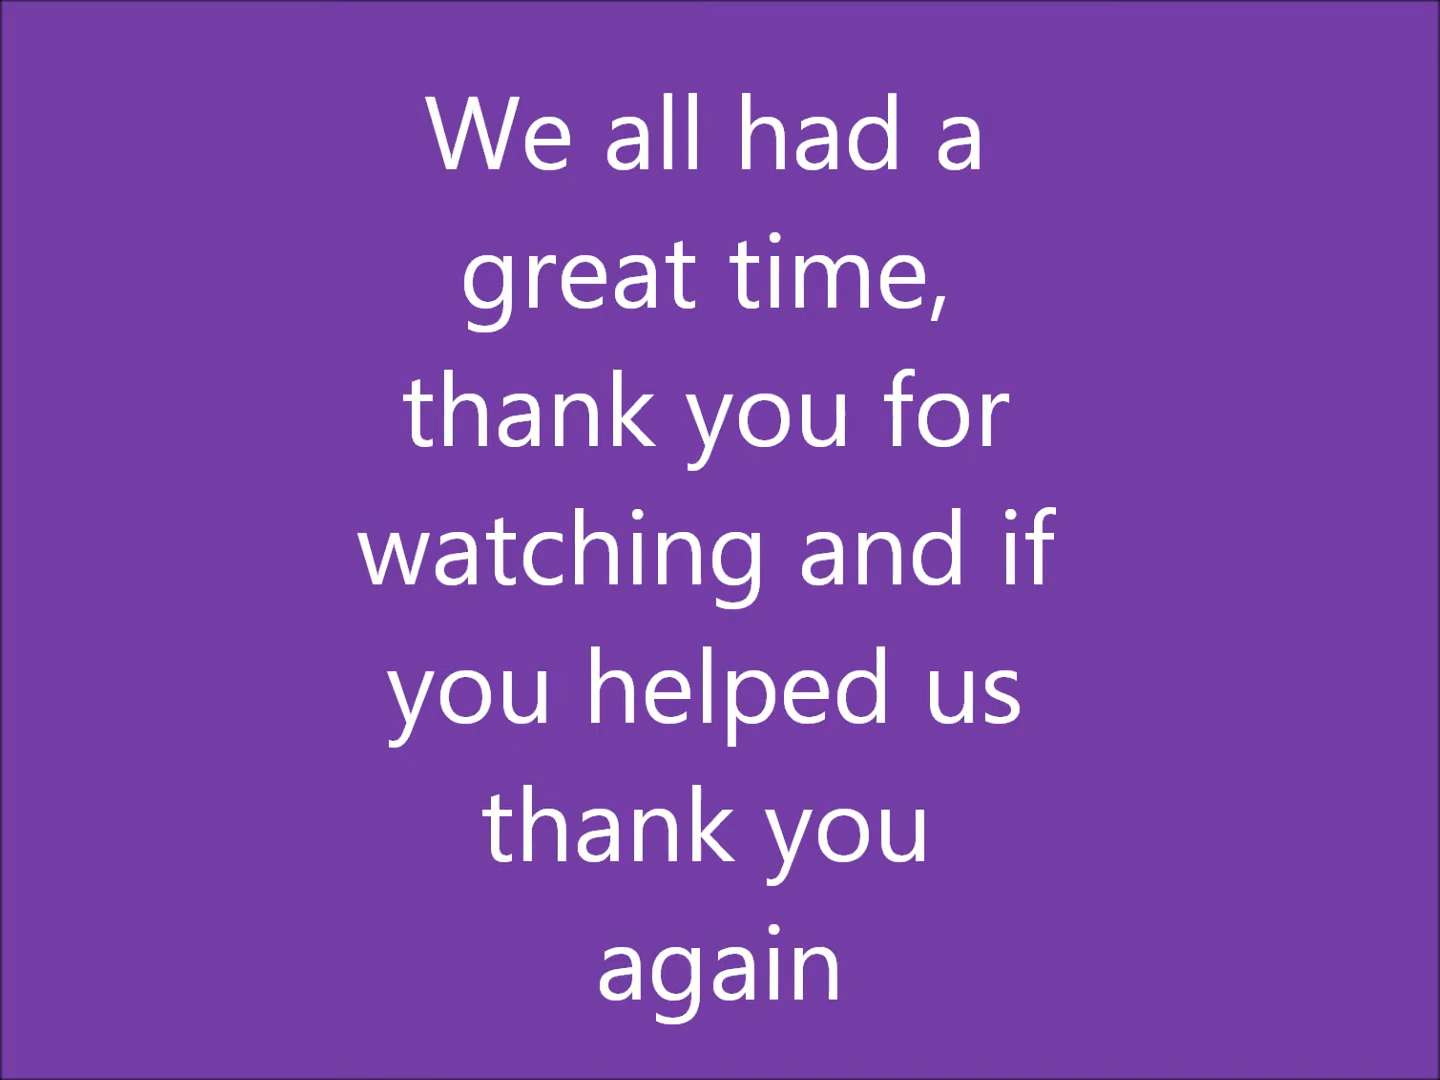 We all had a
great time,
thank you for
watching and if
you helped us
thank you
again